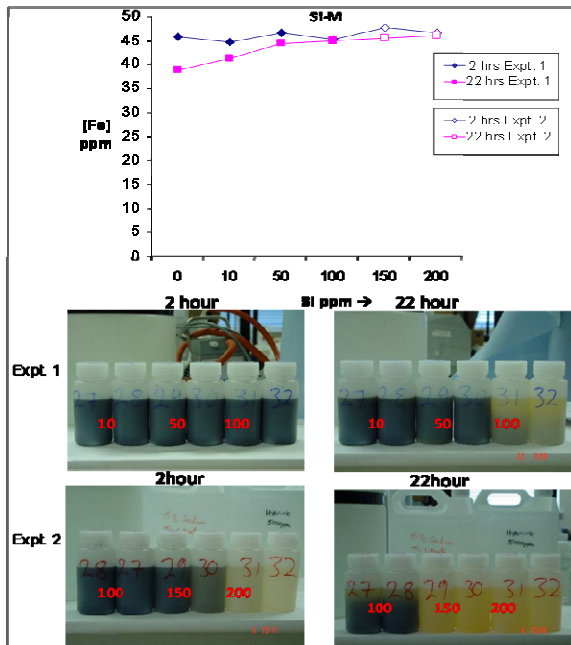 SI-M
50
45
40
35
30
25
20
15
10
5
0
[Fe]
ppm
2 hrs Expt. 1
22 hrs Expt. 1
2 hrs Expt. 2
22 hrs Expt. 2
0 10 50 100 150 200
SI ppm →
2 hour 22 hour
Expt. 1
27 28 29 30 31 32
10 50 100
27 28 29 30 31 32
10 50 100
2hour 22hour
Expt. 2
28 27 29 30 31 32
100 150 200
27 28 29 30 31 32
100 150 200